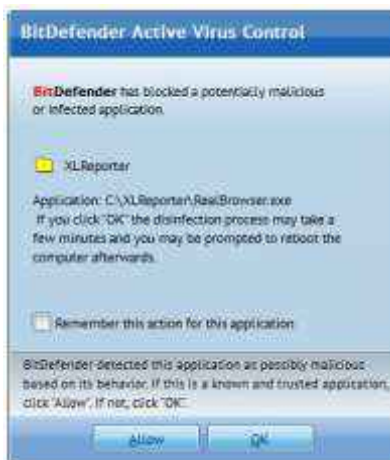 BitDefender Active Virus Control
BitDefender has blocked a potentially malicious
or infected application.
XLReporter
Application: C:\XLReporter\RealBrowser.exe
If you click "OK" the disinfection process may take a
few minutes and you may be prompted to reboot the
computer afterwards.
Remember this action for this application
BitDefender detected this application as possibly malicious
based on its behavior. If this is a known and trusted application,
click "Allow". If not, click "OK".
Allow
OK